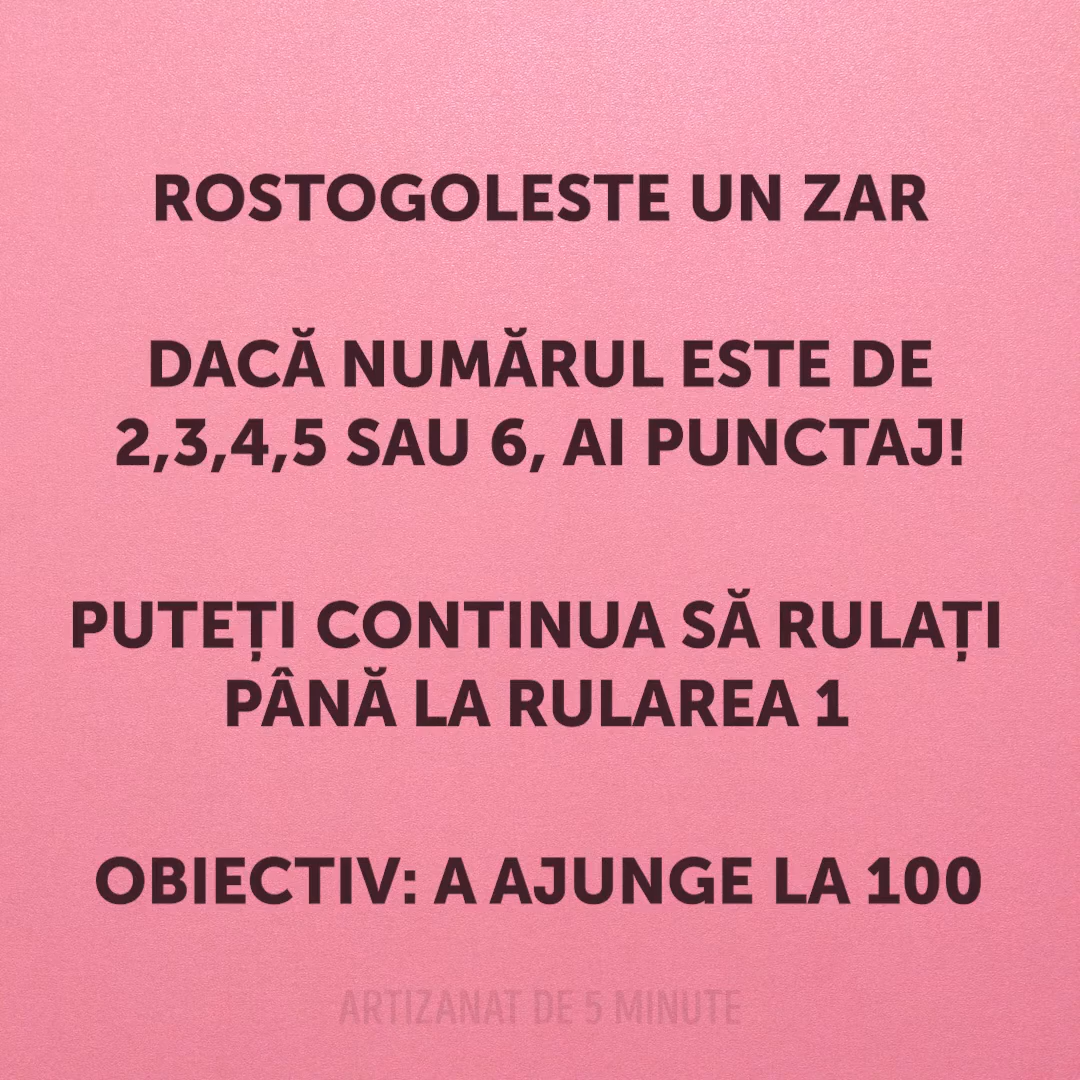 ROSTOGOLESTE UN ZAR
DACĂ NUMĂRUL ESTE DE
2,3,4,5 SAU 6, AI PUNCTAJ!
PUTEȚI CONTINUA SĂ RULAȚI
PÂNĂ LA RULAREA 1
OBIECTIV: A AJUNGE LA 100
ARTIZANAT DE 5 MINUTE